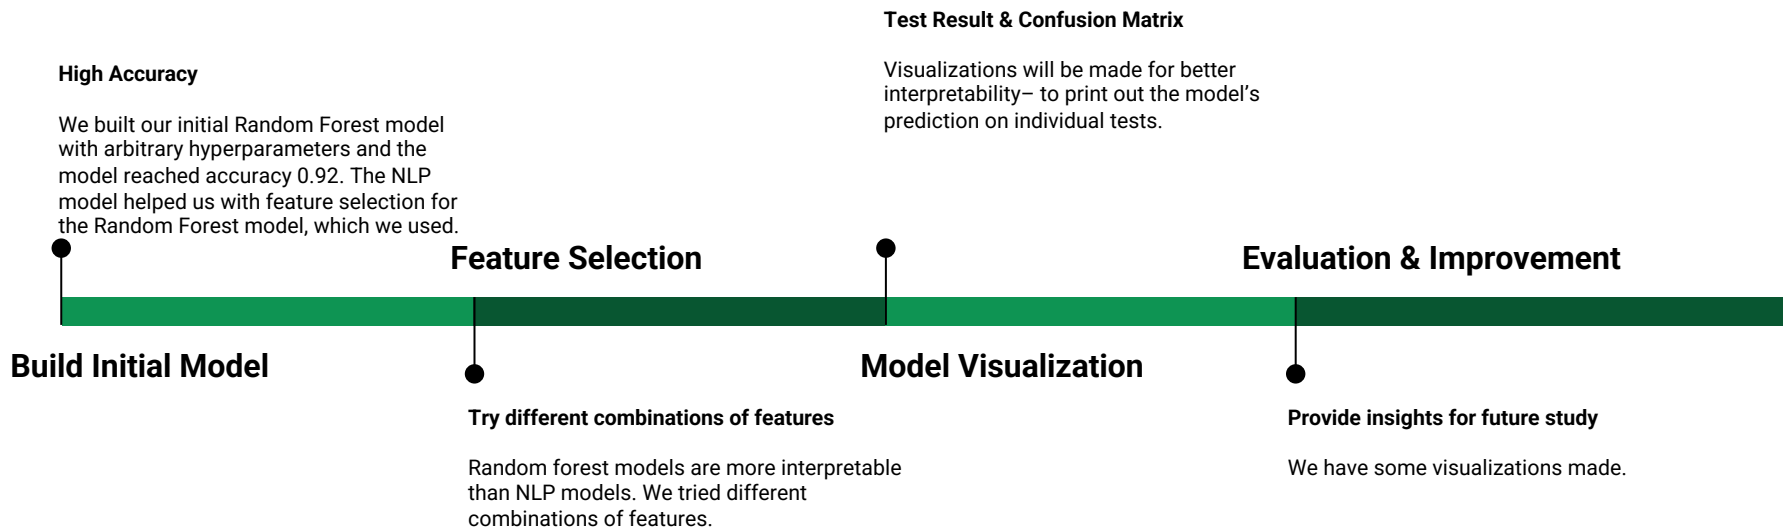 High Accuracy
We built our initial Random Forest model
with arbitrary hyperparameters and the
model reached accuracy 0.92. The NLP
model helped us with feature selection for
the Random Forest model, which we used.
Build Initial Model
Feature Selection
Try different combinations of features
Random forest models are more interpretable
than NLP models. We tried different
combinations of features.
Test Result & Confusion Matrix
Visualizations will be made for better
interpretability– to print out the model’s
prediction on individual tests.
Model Visualization
Evaluation & Improvement
Provide insights for future study
We have some visualizations made.